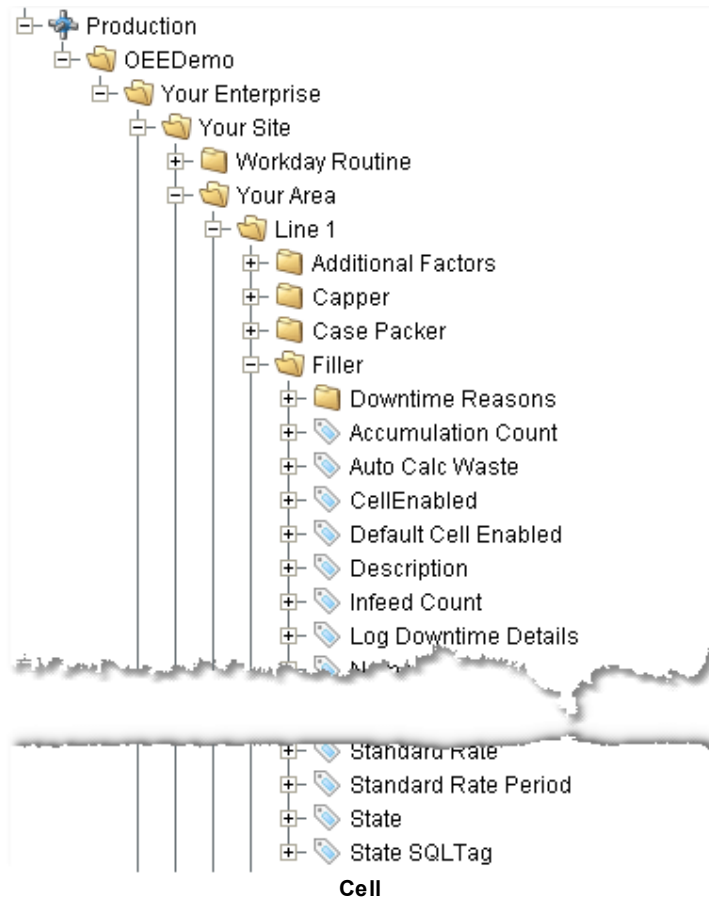 Production
OEEDemo
Your Enterprise
Your Site
Workday Routine
Your Area
Line 1
Additional Factors
Capper
Case Packer
Filler
Downtime Reasons
Accumulation Count
Auto Calc Waste
CellEnabled
Default Cell Enabled
Description
Infeed Count
Log Downtime Details
Standard Rate
Standard Rate Period
State
State SQLTag
Cell